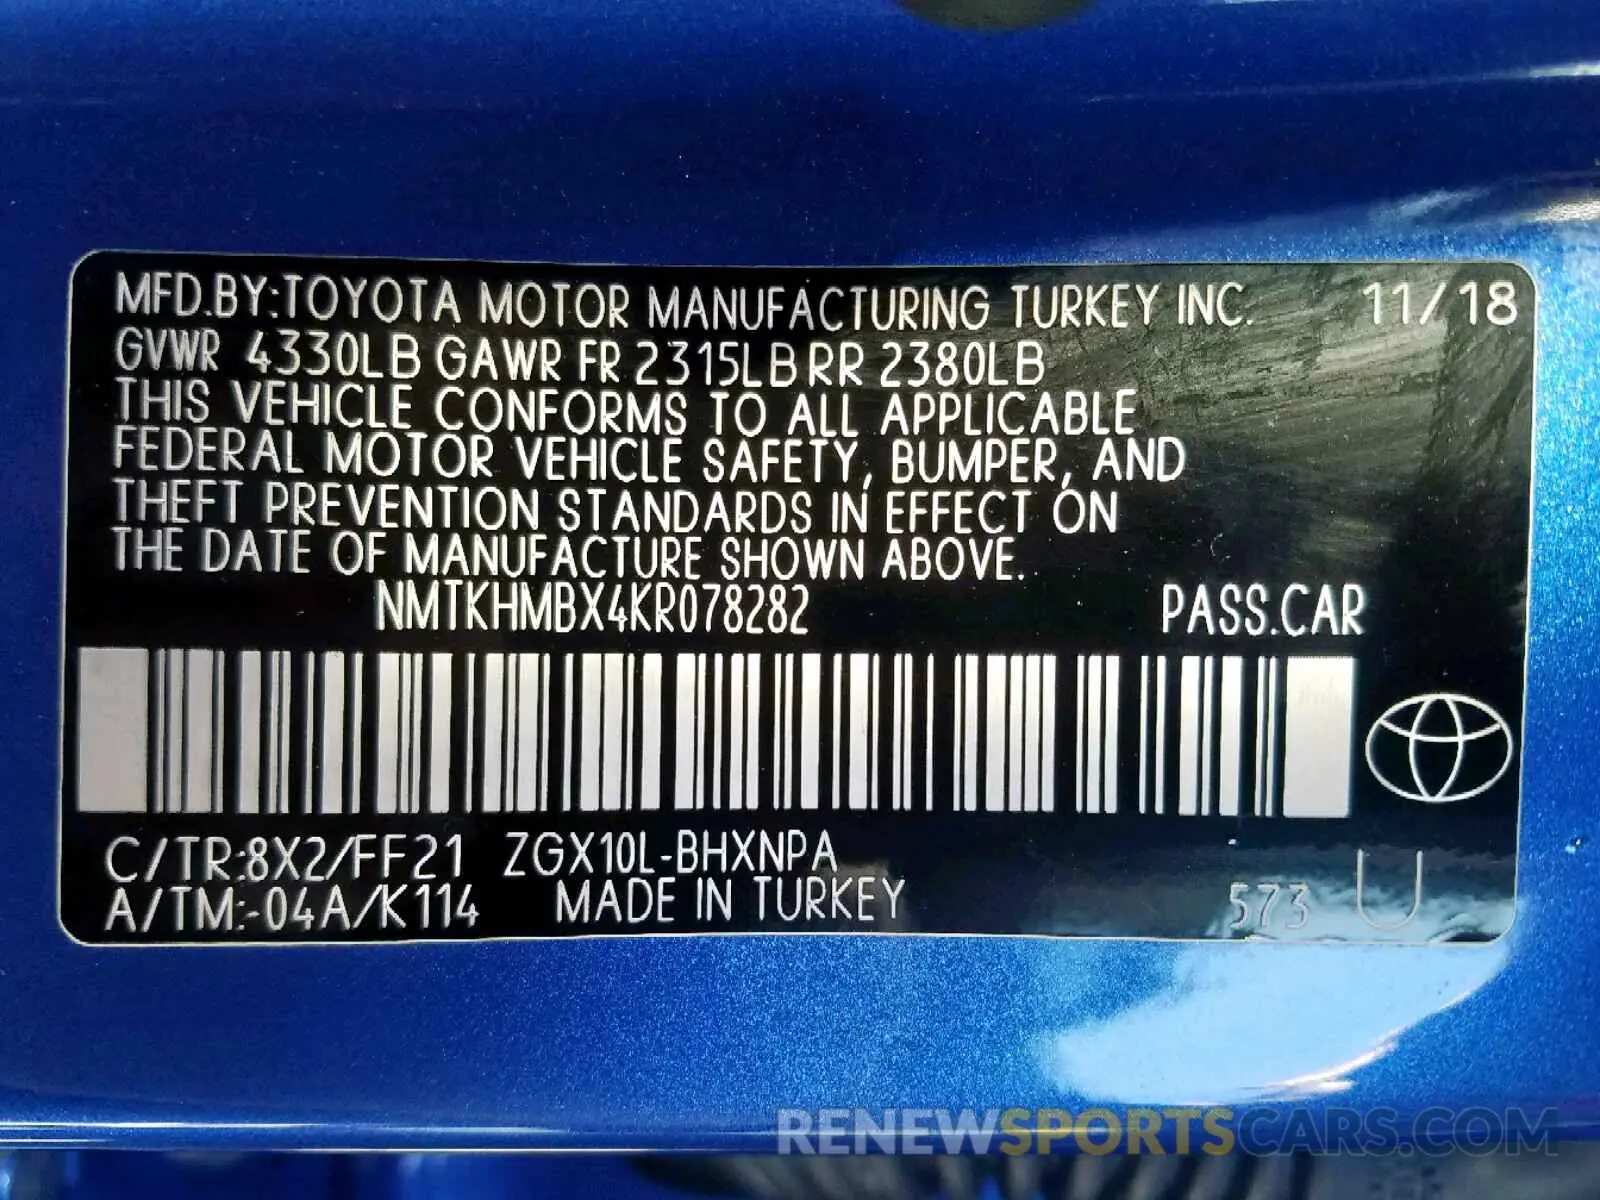 MFD.BY:TOYOTA MOTOR MANUFACTURING TURKEY INC. 11/18
GVWR 4330LB GAWR FR 2315LB RR 2380LB
THIS VEHICLE CONFORMS TO ALL APPLICABLE
FEDERAL MOTOR VEHICLE SAFETY, BUMPER, AND
THEFT PREVENTION STANDARDS IN EFFECT ON
THE DATE OF MANUFACTURE SHOWN ABOVE.
NMTKHMBX4KR078282 PASS.CAR
C/TR:8X2/FF21 ZGX10L-BHXNPA
A/TM:-04A/K114 MADE IN TURKEY 573 U
RENEWSPORTSCARS.COM